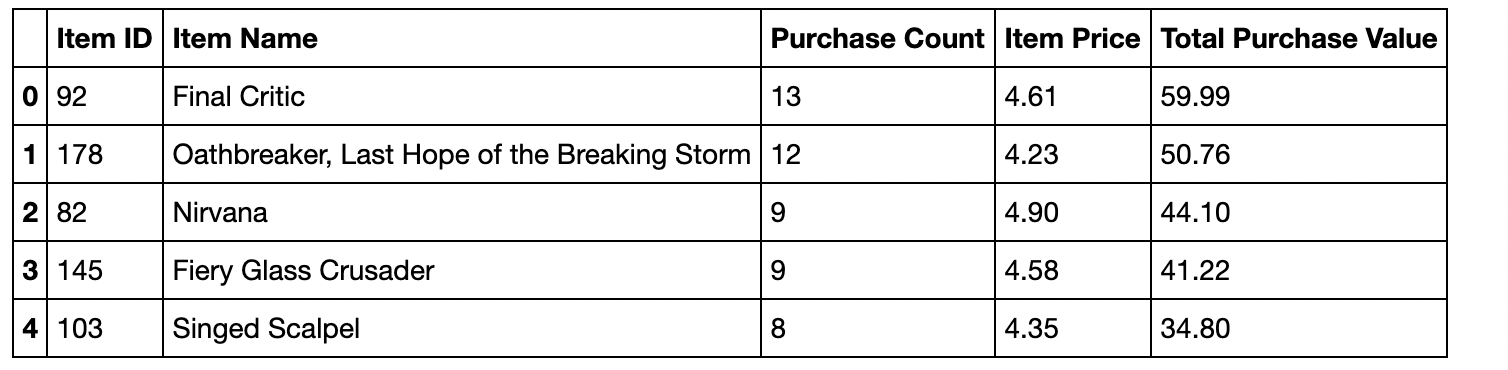 Item ID Item Name Purchase Count Item Price Total Purchase Value
0 92 Final Critic 13 4.61 59.99
1 178 Oathbreaker, Last Hope of the Breaking Storm 12 4.23 50.76
2 82 Nirvana 9 4.90 44.10
3 145 Fiery Glass Crusader 9 4.58 41.22
4 103 Singed Scalpel 8 4.35 34.80